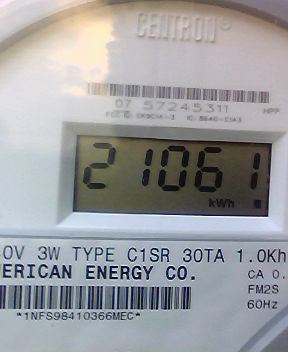 CENTRON®
07 57245311 HPP
21061
kWh
0V 3W TYPE C1SR 30TA 1.0Kh
ERICAN ENERGY CO. CA 0.
FM2S
*1NFS98410366MEC* 60Hz